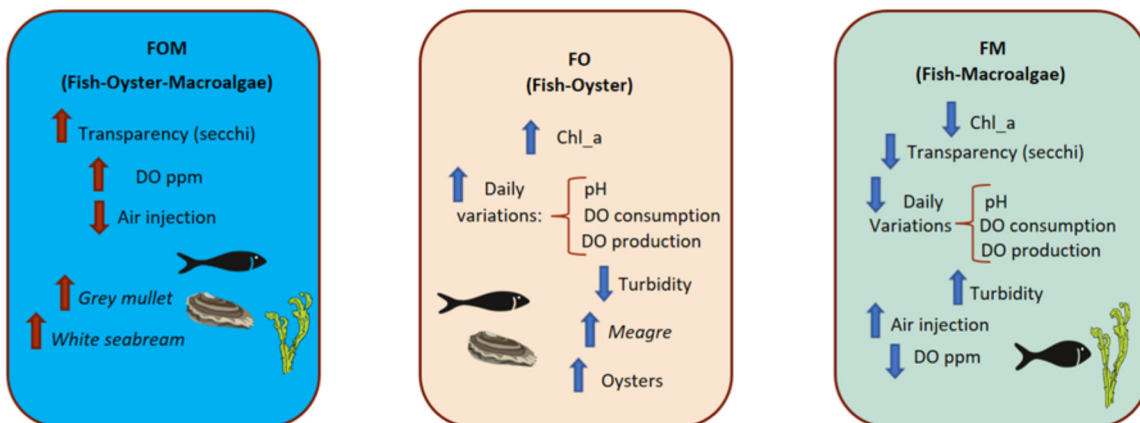 FOM
(Fish-Oyster-Macroalgae)
Transparency (secchi)
DO ppm
Air injection
Grey mullet
White seabream
FO
(Fish-Oyster)
Chl_a
Daily
variations:
pH
DO consumption
DO production
Turbidity
Meagre
Oysters
FM
(Fish-Macroalgae)
Chl_a
Transparency (secchi)
Daily
Variations
pH
DO consumption
DO production
Turbidity
Air injection
DO ppm